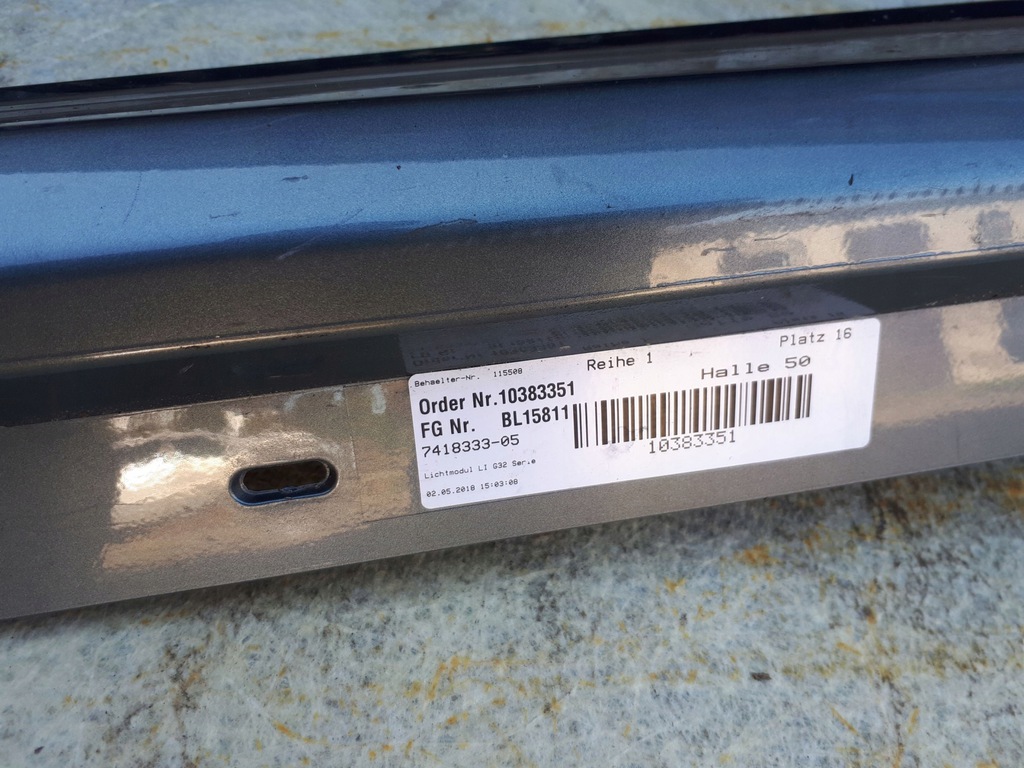 Behaelter-Nr. 115508
Reihe 1
Platz 16
Halle 50
Order Nr.10383351
FG Nr. BL15811
7418333-05
10383351
Lichtmodul LI G32 Serie
02.05.2018 15:03:08